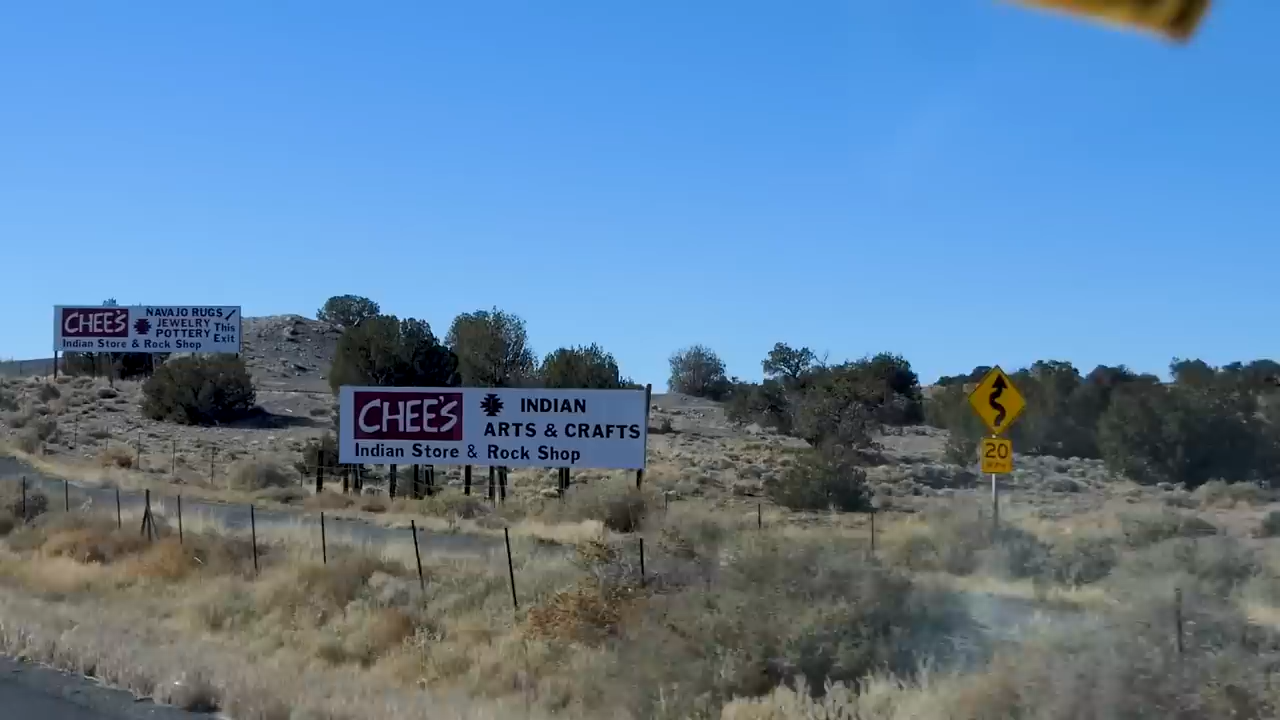 CHEE'S
NAVAJO RUGS
JEWELRY
POTTERY
This
Exit
Indian Store & Rock Shop
CHEE'S
INDIAN
ARTS & CRAFTS
Indian Store & Rock Shop
20
M.P.H.